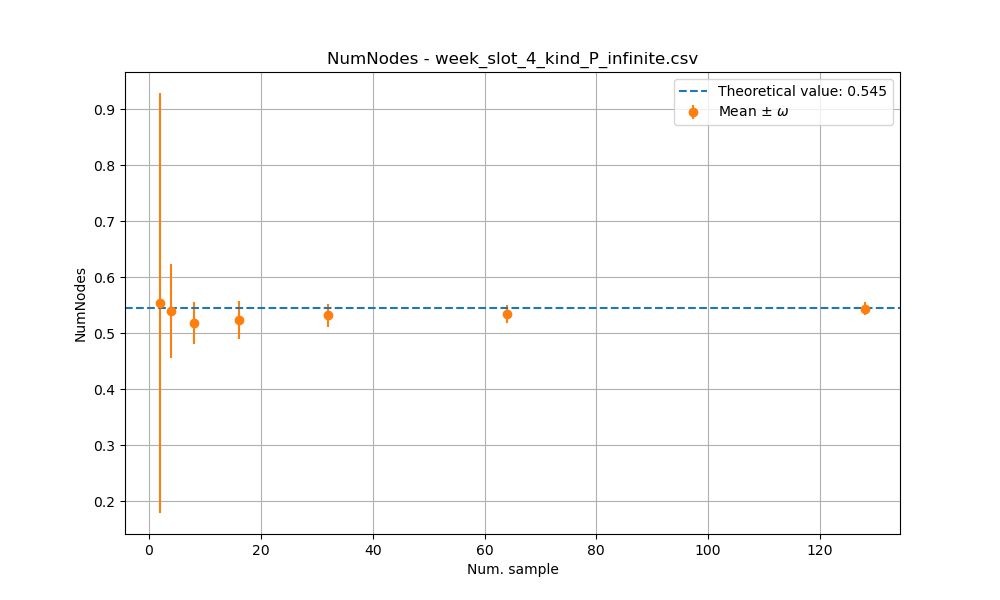 NumNodes - week_slot_4_kind_P_infinite.csv
Theoretical value: 0.545
Mean ± ω
NumNodes
0.9
0.8
0.7
0.6
0.5
0.4
0.3
0.2
0 20 40 60 80 100 120
Num. sample